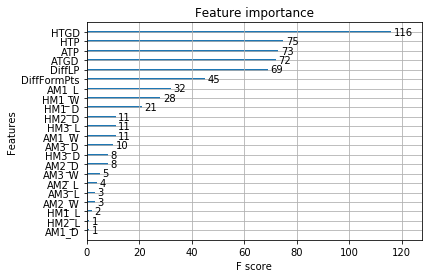 Feature importance
HTGD 116
HTP 75
ATP 73
ATGD 72
DiffLP 69
DiffFormPts 45
AM1_L 32
HM1_W 28
HM1_D 21
HM2_D 11
HM3_L 11
AM1_W 11
AM3_D 10
HM3_D 8
AM2_D 8
AM3_W 5
AM2_L 4
AM3_L 3
AM2_W 3
HM1_L 2
HM2_L 1
AM1_D 1
Features
0 20 40 60 80 100 120
F score